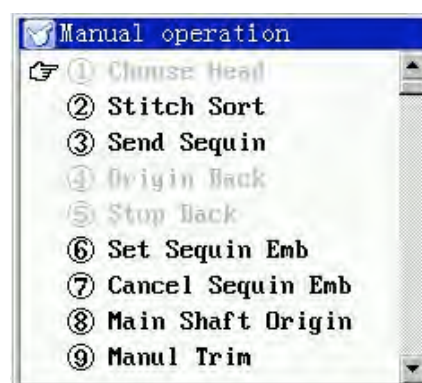 Manual operation
① Chouse Head
② Stitch Sort
③ Send Sequin
④ Origin Back
⑤ Stop Back
⑥ Set Sequin Emb
⑦ Cancel Sequin Emb
⑧ Main Shaft Origin
⑨ Manul Trim